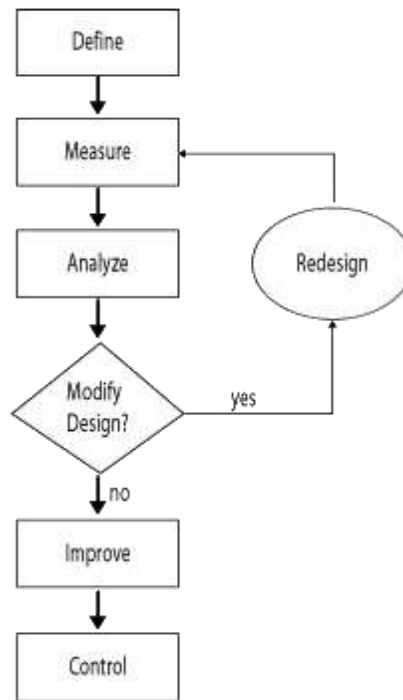 Define
Measure
Analyze
Redesign
Modify
Design?
yes
no
Improve
Control